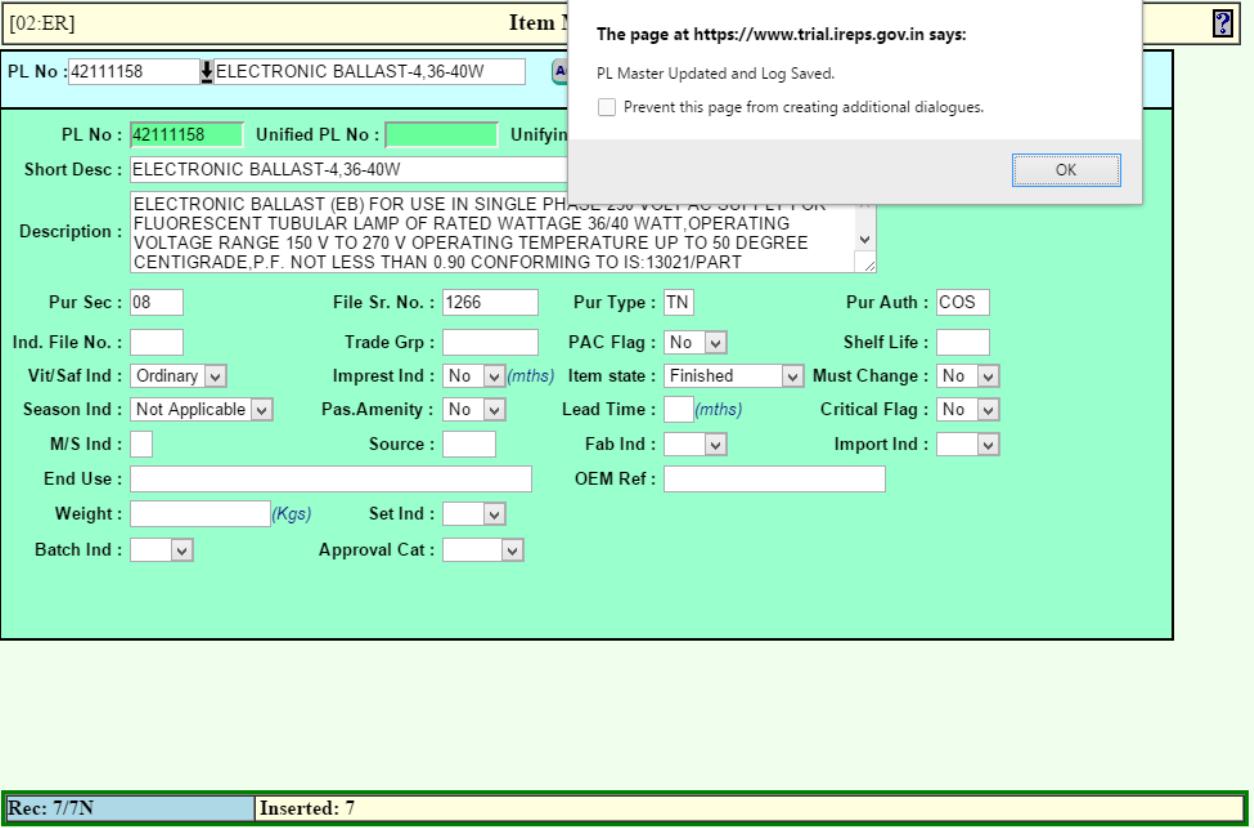 [02:ER]
Item
?
The page at https://www.trial.ireps.gov.in says:
PL Master Updated and Log Saved.
Prevent this page from creating additional dialogues.
OK
PL No : 42111158 ELECTRONIC BALLAST-4,36-40W
PL No : 42111158 Unified PL No :
Short Desc : ELECTRONIC BALLAST-4,36-40W
Description : ELECTRONIC BALLAST (EB) FOR USE IN SINGLE PHASE 230 VOLT AC SUPPLY FOR
FLUORESCENT TUBULAR LAMP OF RATED WATTAGE 36/40 WATT,OPERATING
VOLTAGE RANGE 150 V TO 270 V OPERATING TEMPERATURE UP TO 50 DEGREE
CENTIGRADE,P.F. NOT LESS THAN 0.90 CONFORMING TO IS:13021/PART
Pur Sec : 08 File Sr. No. : 1266 Pur Type : TN Pur Auth : COS
Ind. File No. : Trade Grp : PAC Flag : No Shelf Life :
Vit/Saf Ind : Ordinary Imprest Ind : No (mths) Item state : Finished Must Change : No
Season Ind : Not Applicable Pas.Amenity : No Lead Time : (mths) Critical Flag : No
M/S Ind : Source : Fab Ind : Import Ind :
End Use : OEM Ref :
Weight : (Kgs) Set Ind :
Batch Ind : Approval Cat :
Rec: 7/7N Inserted: 7